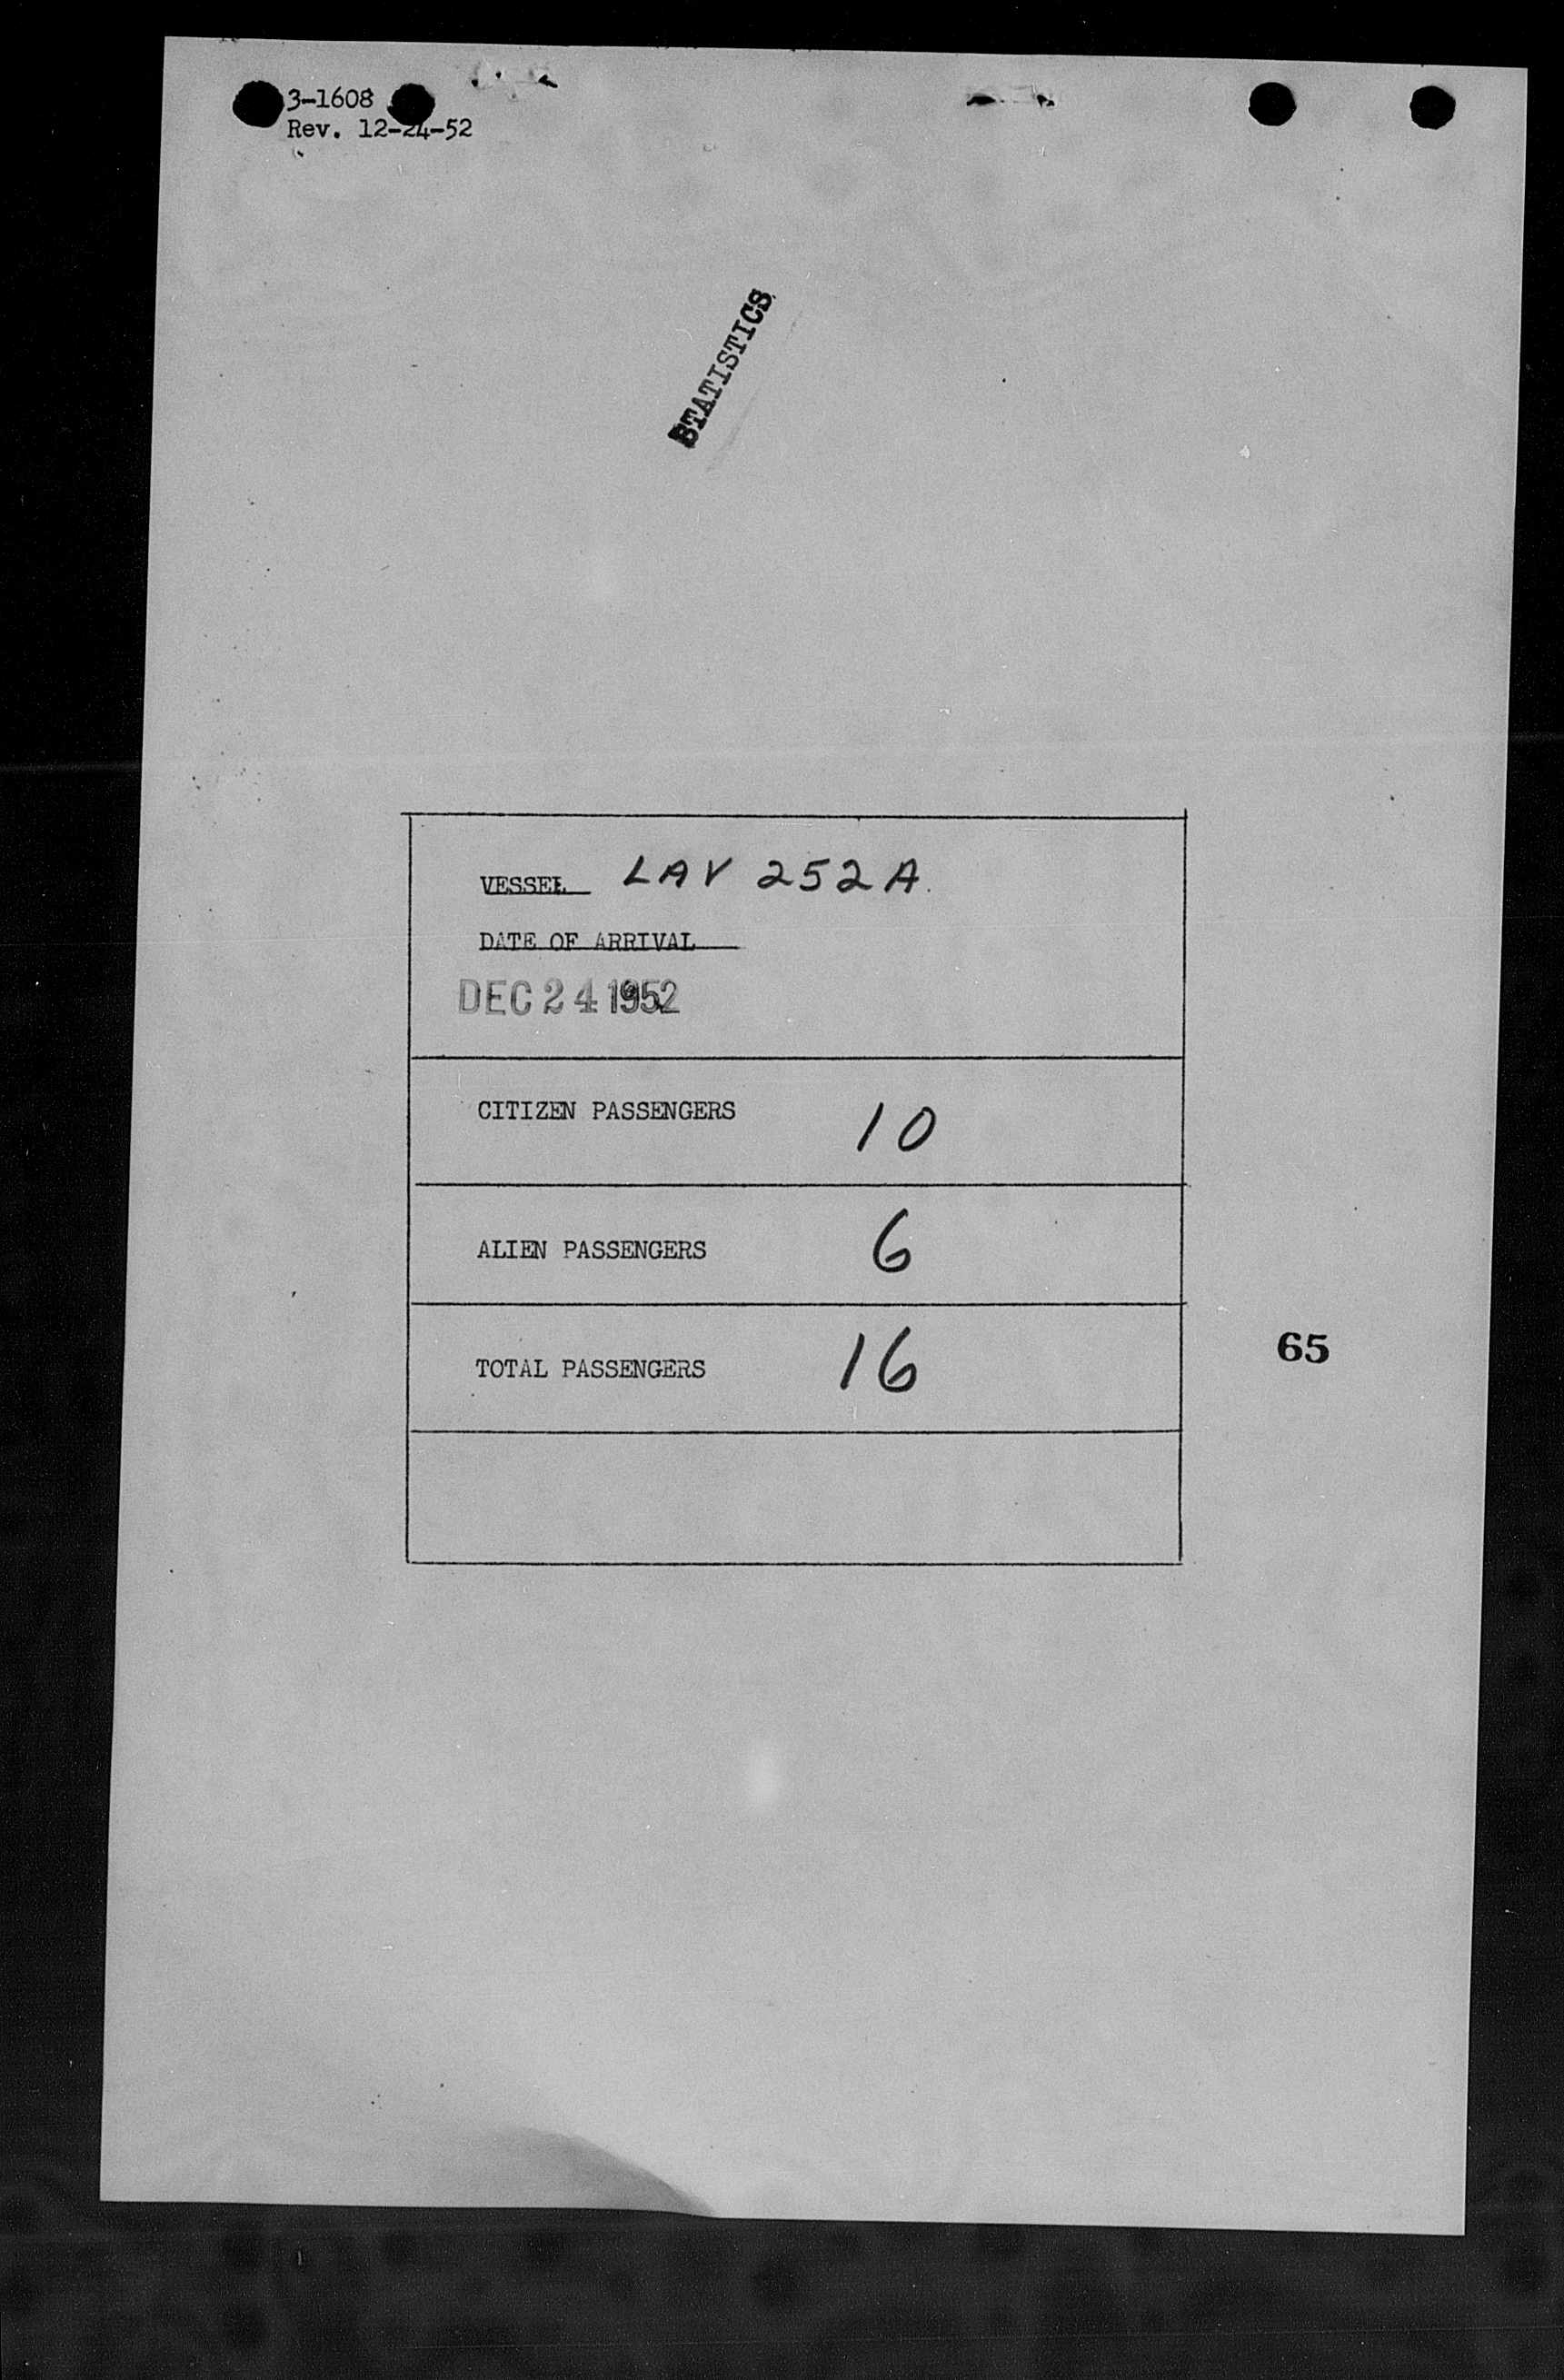 3-1608
Rev. 12-24-52
STATISTICS
VESSEL LAV 252A
DATE OF ARRIVAL
DEC 24 1952
CITIZEN PASSENGERS 10
ALIEN PASSENGERS 6
TOTAL PASSENGERS 16
65